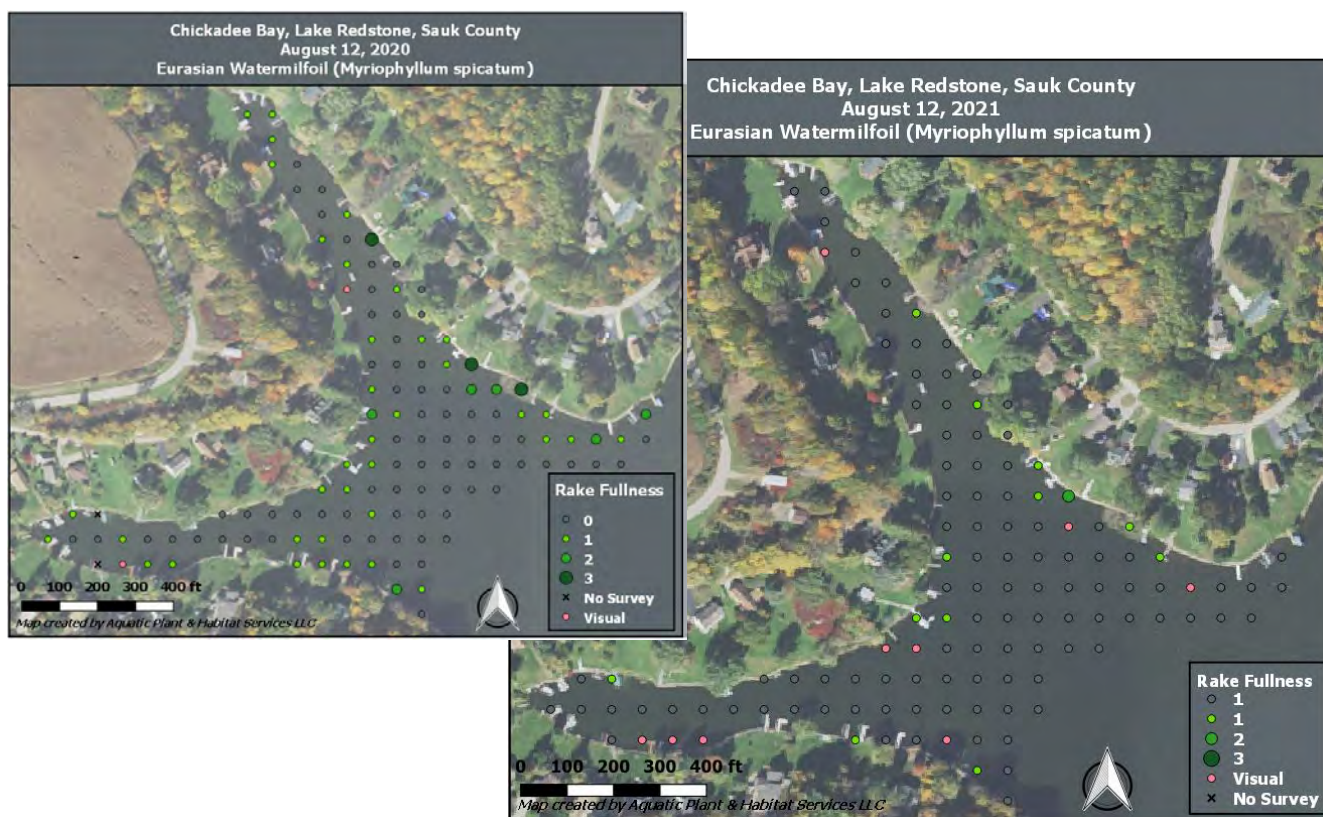 Chickadee Bay, Lake Redstone, Sauk County
August 12, 2020
Eurasian Watermilfoil (Myriophyllum spicatum)
Rake Fullness
0
1
2
3
No Survey
Visual
0 100 200 300 400 ft
Map created by Aquatic Plant & Habitat Services LLC
Chickadee Bay, Lake Redstone, Sauk County
August 12, 2021
Eurasian Watermilfoil (Myriophyllum spicatum)
Rake Fullness
1
1
2
3
Visual
No Survey
0 100 200 300 400 ft
Map created by Aquatic Plant & Habitat Services LLC